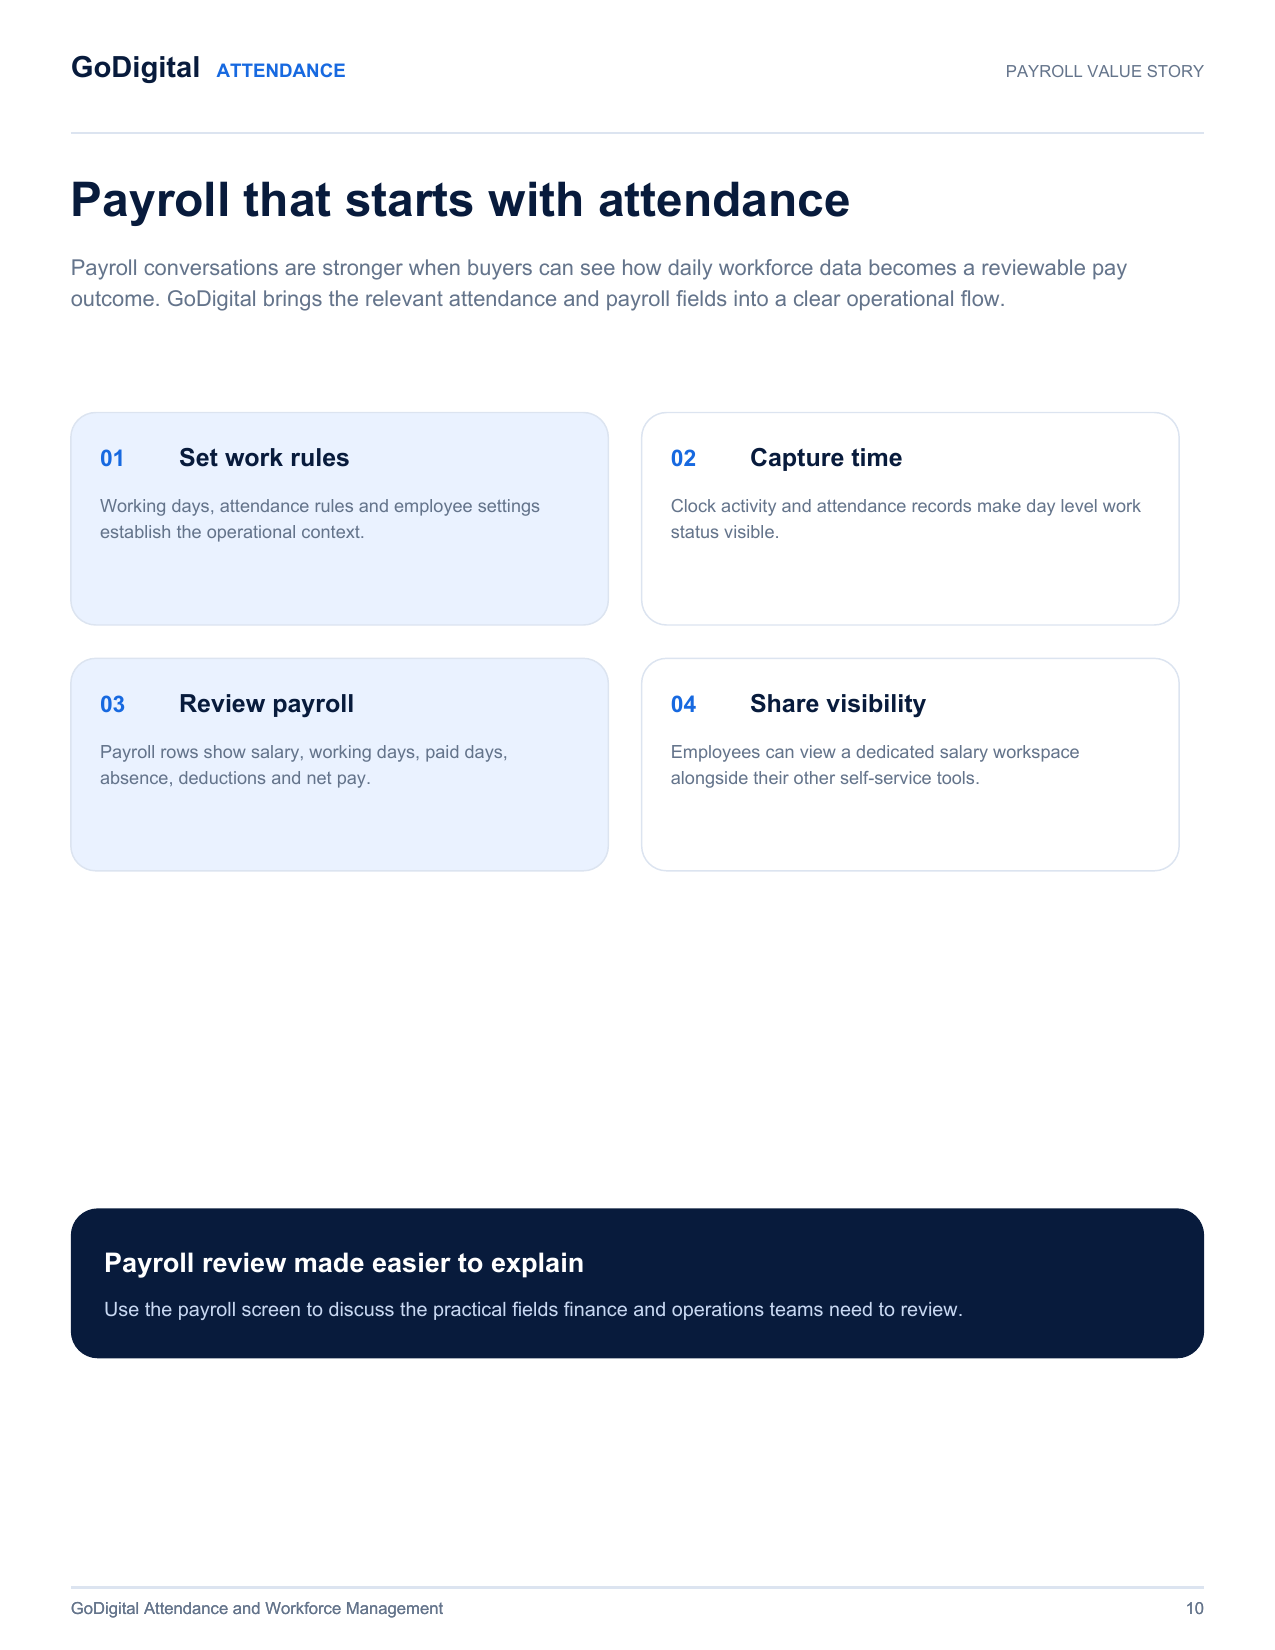 GoDigital ATTENDANCE
PAYROLL VALUE STORY
Payroll that starts with attendance
Payroll conversations are stronger when buyers can see how daily workforce data becomes a reviewable pay
outcome. GoDigital brings the relevant attendance and payroll fields into a clear operational flow.
01 Set work rules
Working days, attendance rules and employee settings
establish the operational context.
02 Capture time
Clock activity and attendance records make day level work
status visible.
03 Review payroll
Payroll rows show salary, working days, paid days,
absence, deductions and net pay.
04 Share visibility
Employees can view a dedicated salary workspace
alongside their other self-service tools.
Payroll review made easier to explain
Use the payroll screen to discuss the practical fields finance and operations teams need to review.
GoDigital Attendance and Workforce Management
10